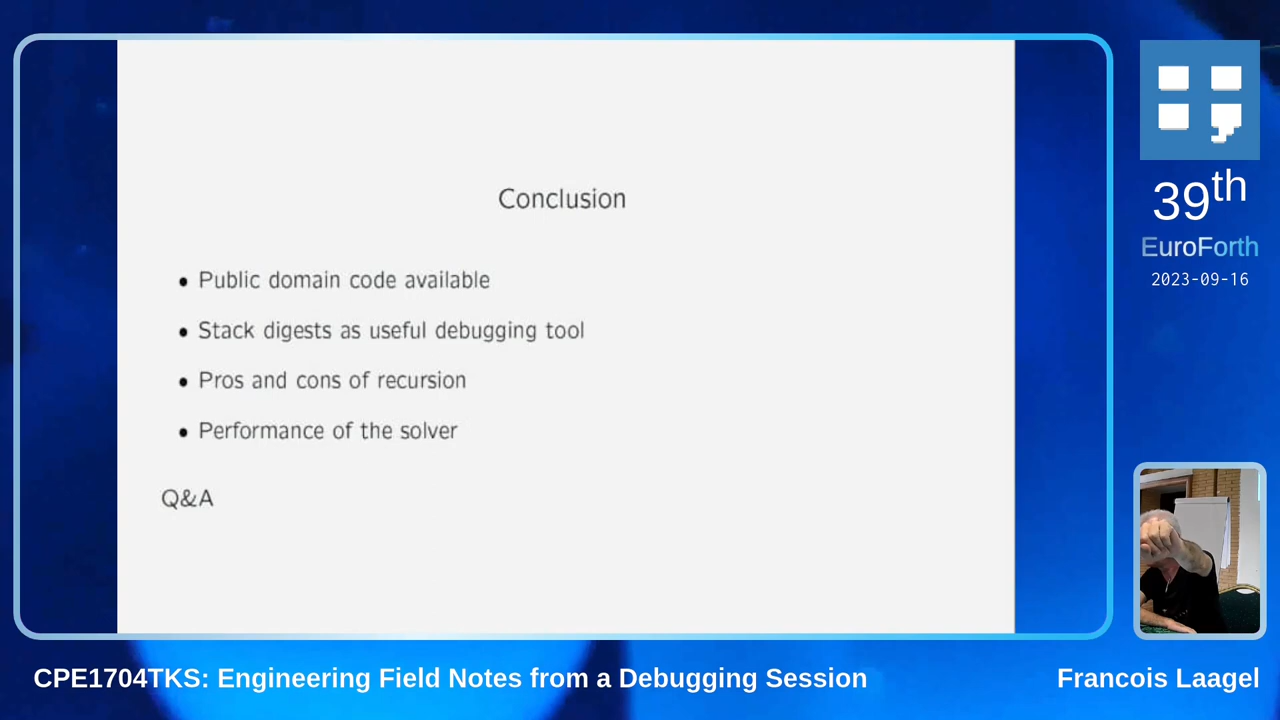 Conclusion
• Public domain code available
• Stack digests as useful debugging tool
• Pros and cons of recursion
• Performance of the solver
Q&A
39th
EuroForth
2023-09-16
CPE1704TKS: Engineering Field Notes from a Debugging Session
Francois Laagel